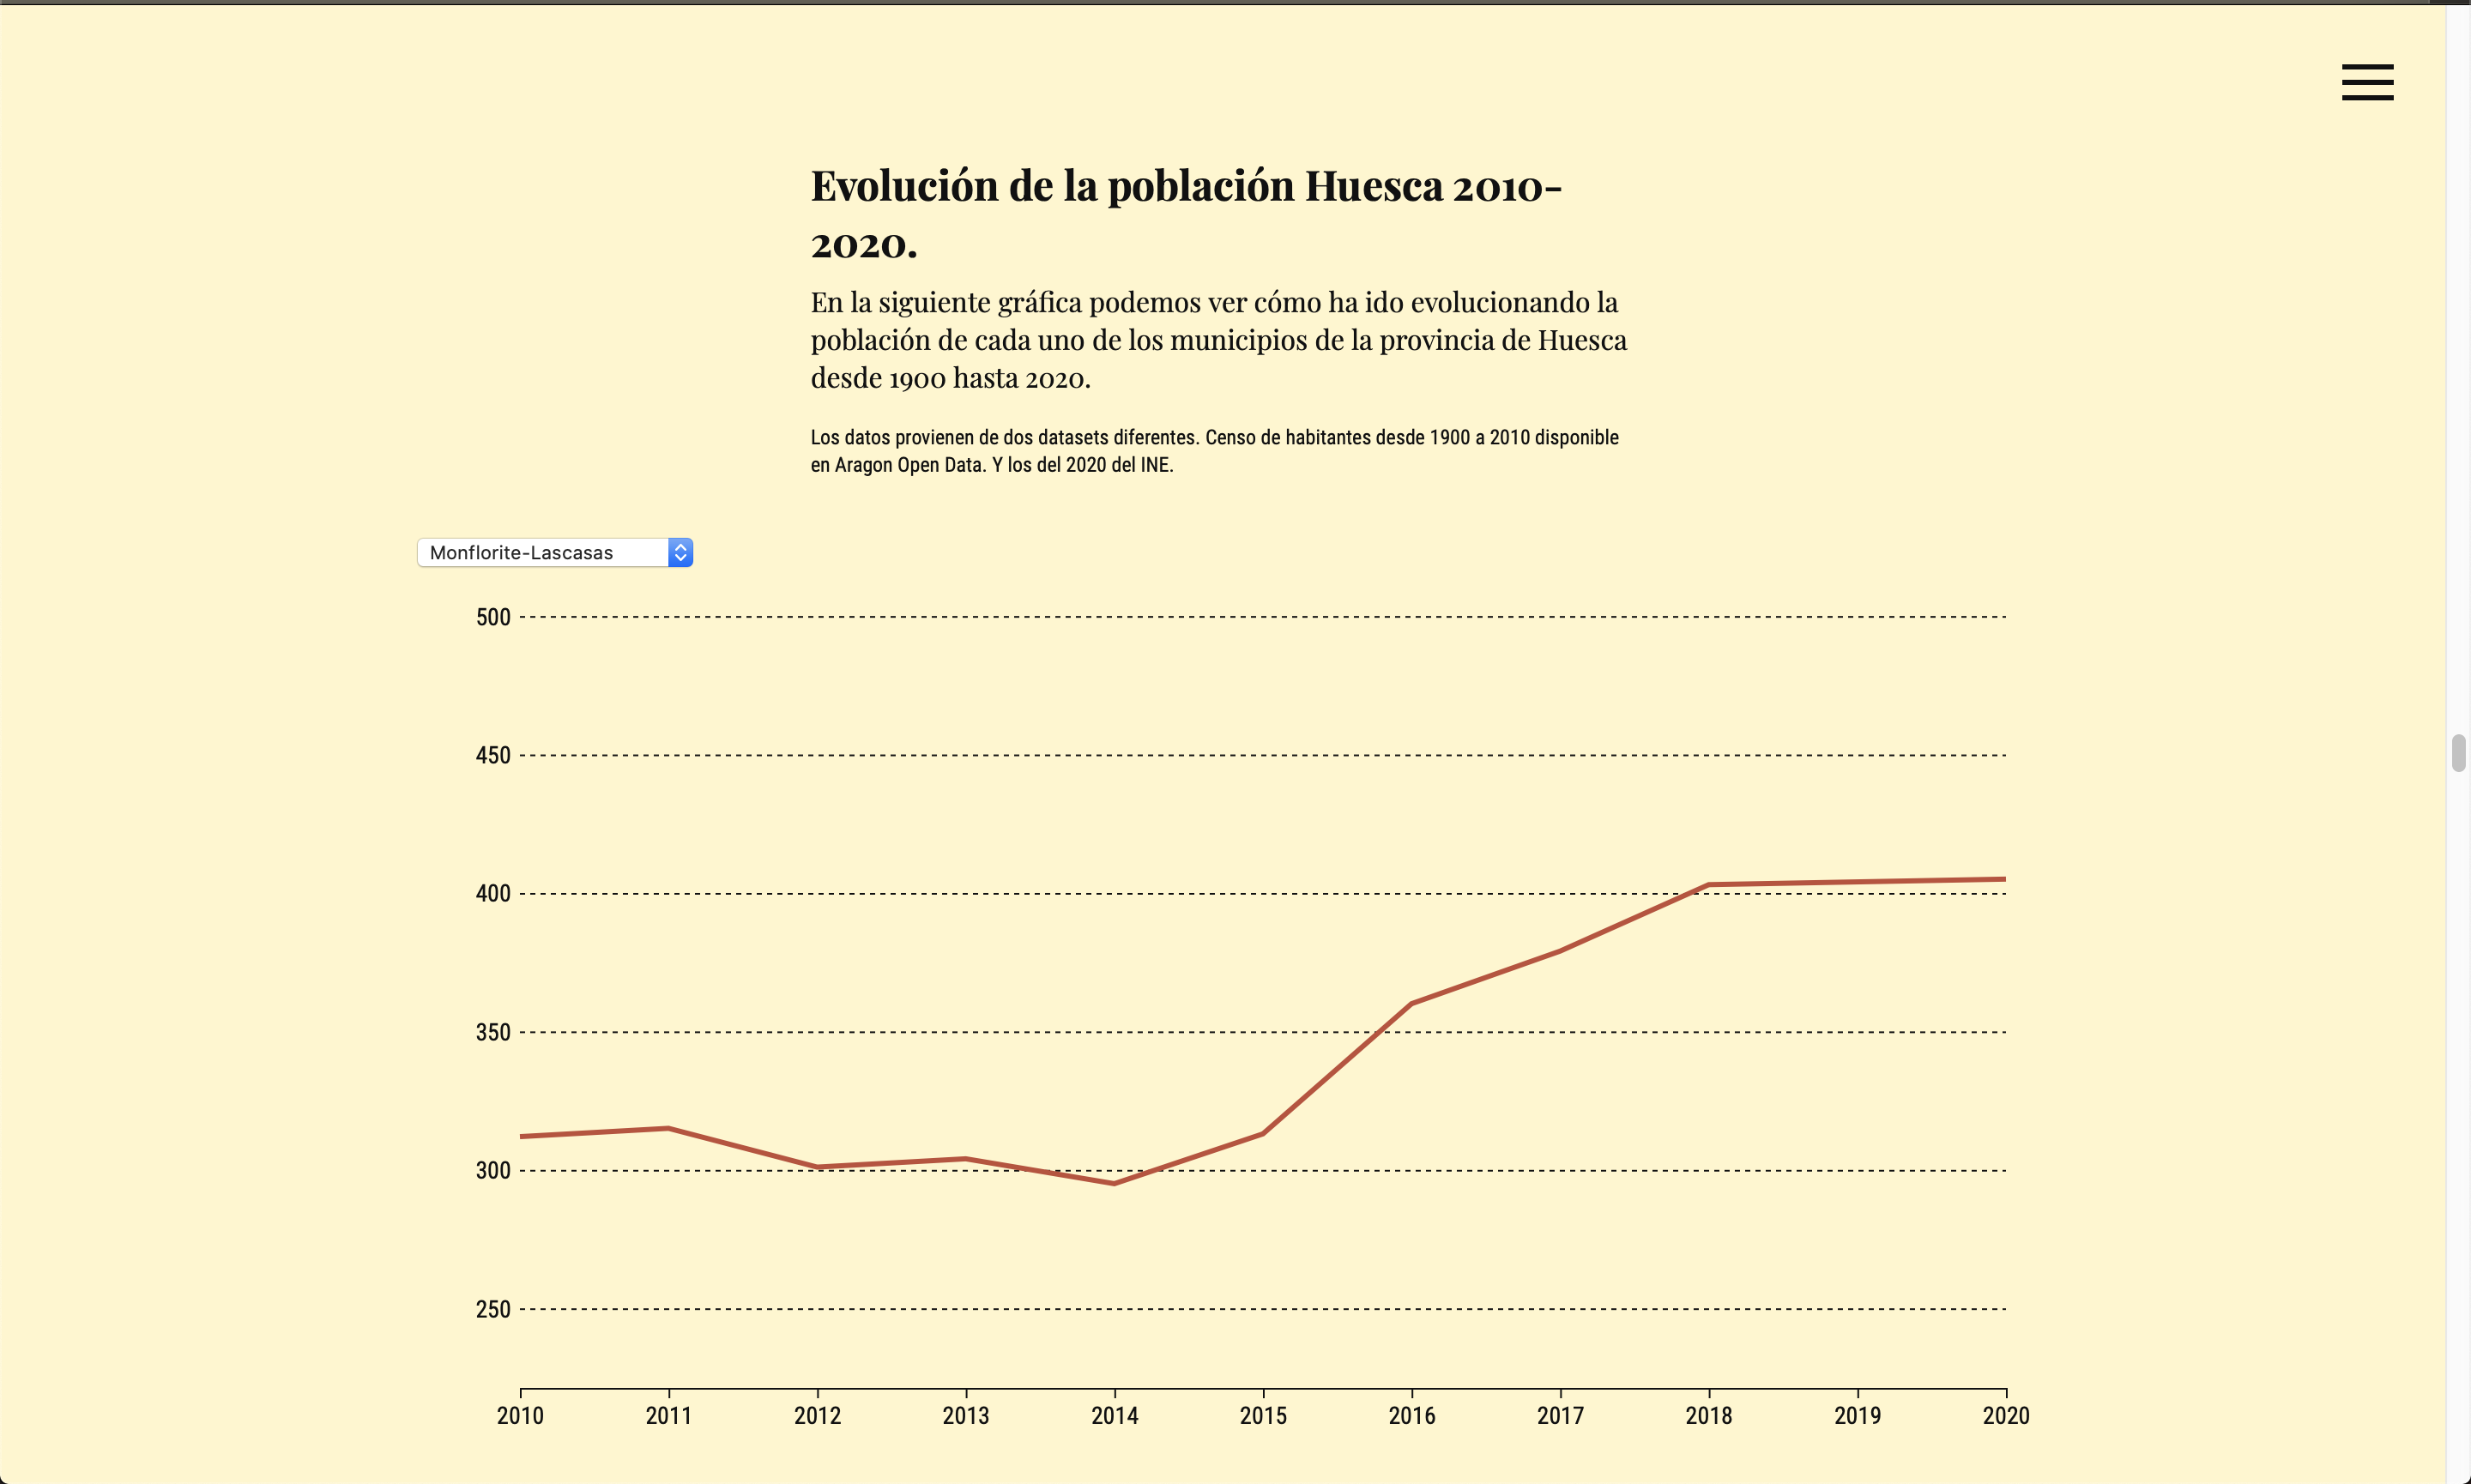 Evolución de la población Huesca 2010-
2020.
En la siguiente gráfica podemos ver cómo ha ido evolucionando la
población de cada uno de los municipios de la provincia de Huesca
desde 1900 hasta 2020.
Los datos provienen de dos datasets diferentes. Censo de habitantes desde 1900 a 2010 disponible
en Aragon Open Data. Y los del 2020 del INE.
Monflorite-Lascasas
500
450
400
350
300
250
2010 2011 2012 2013 2014 2015 2016 2017 2018 2019 2020